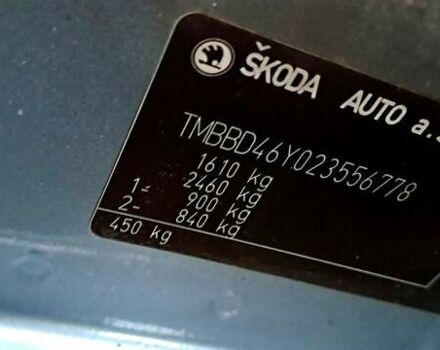 ŠKODA AUTO a.s
TMBBD46Y023556778
1610 kg
2460 kg
1- 900 kg
2- 840 kg
450 kg